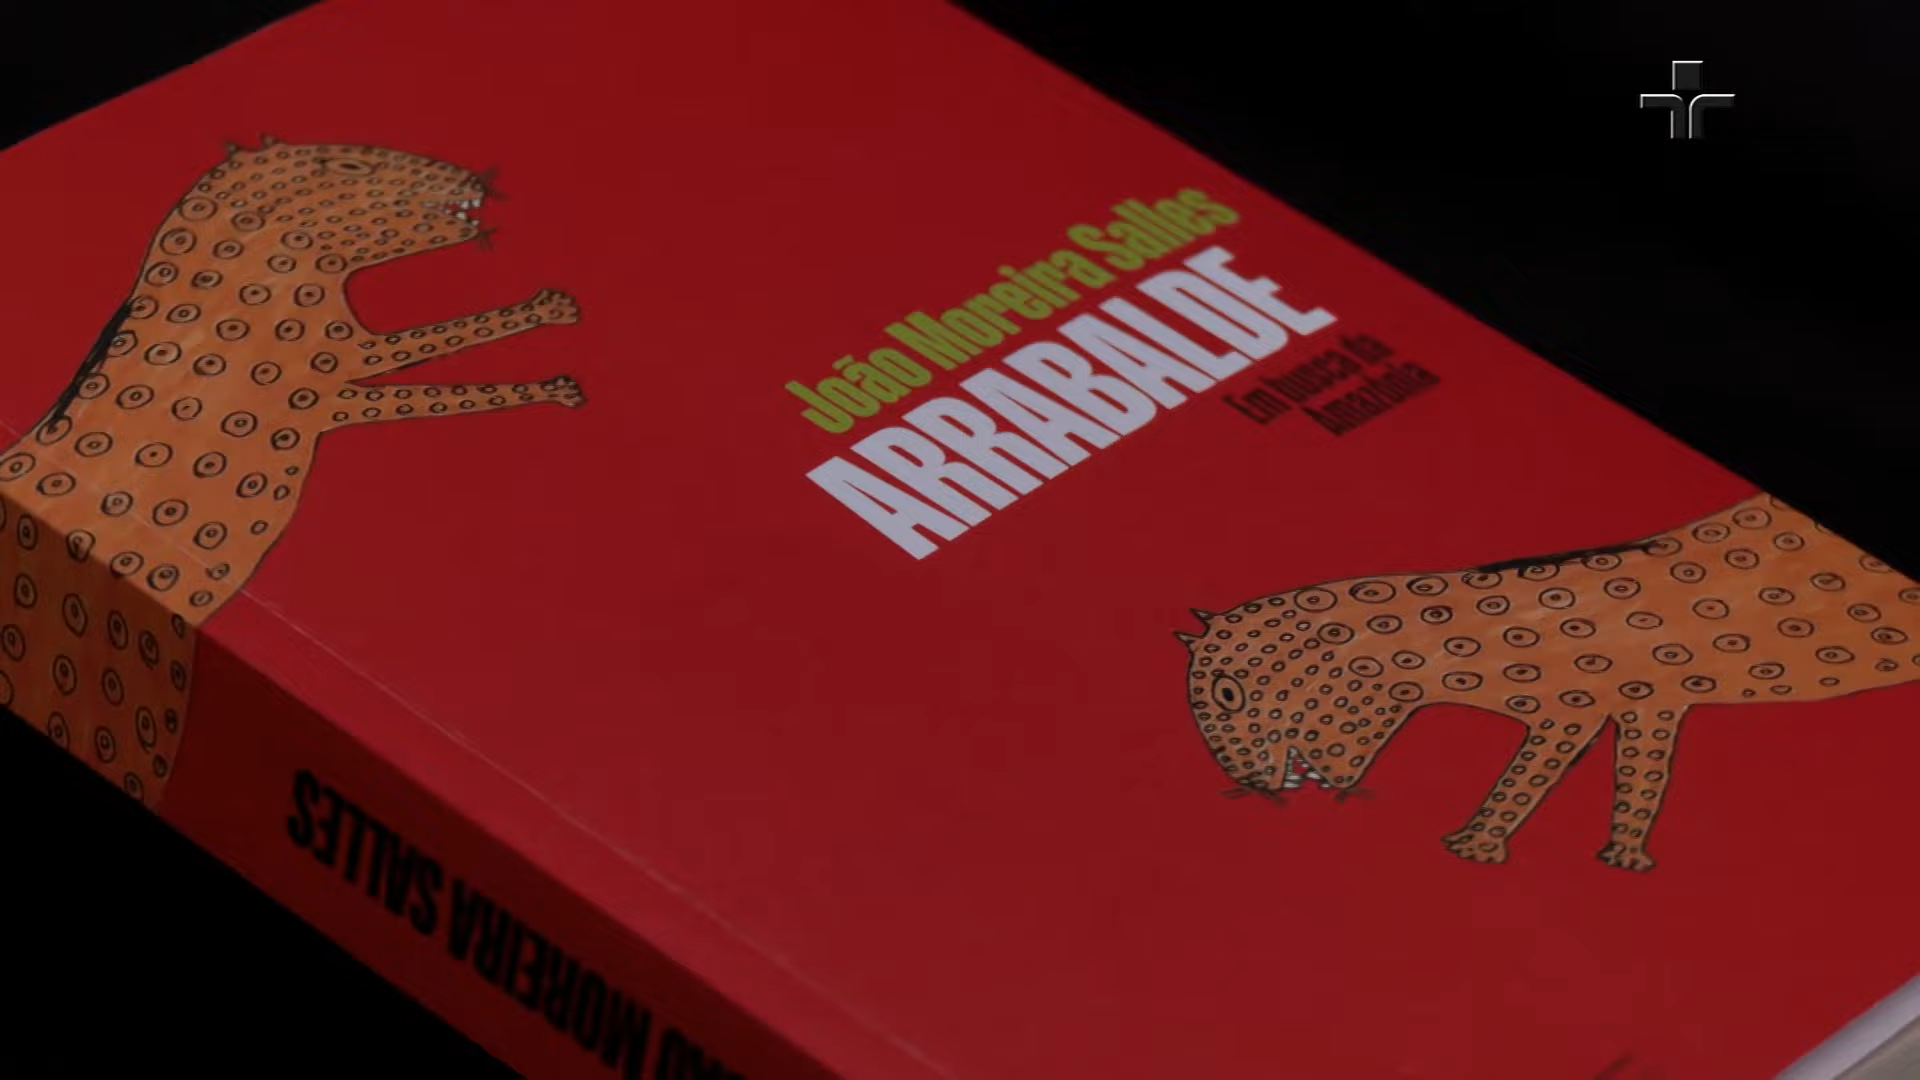 João Moreira Salles
ARRABALDE
Em busca da
Amazônia
JOÃO MOREIRA SALLES